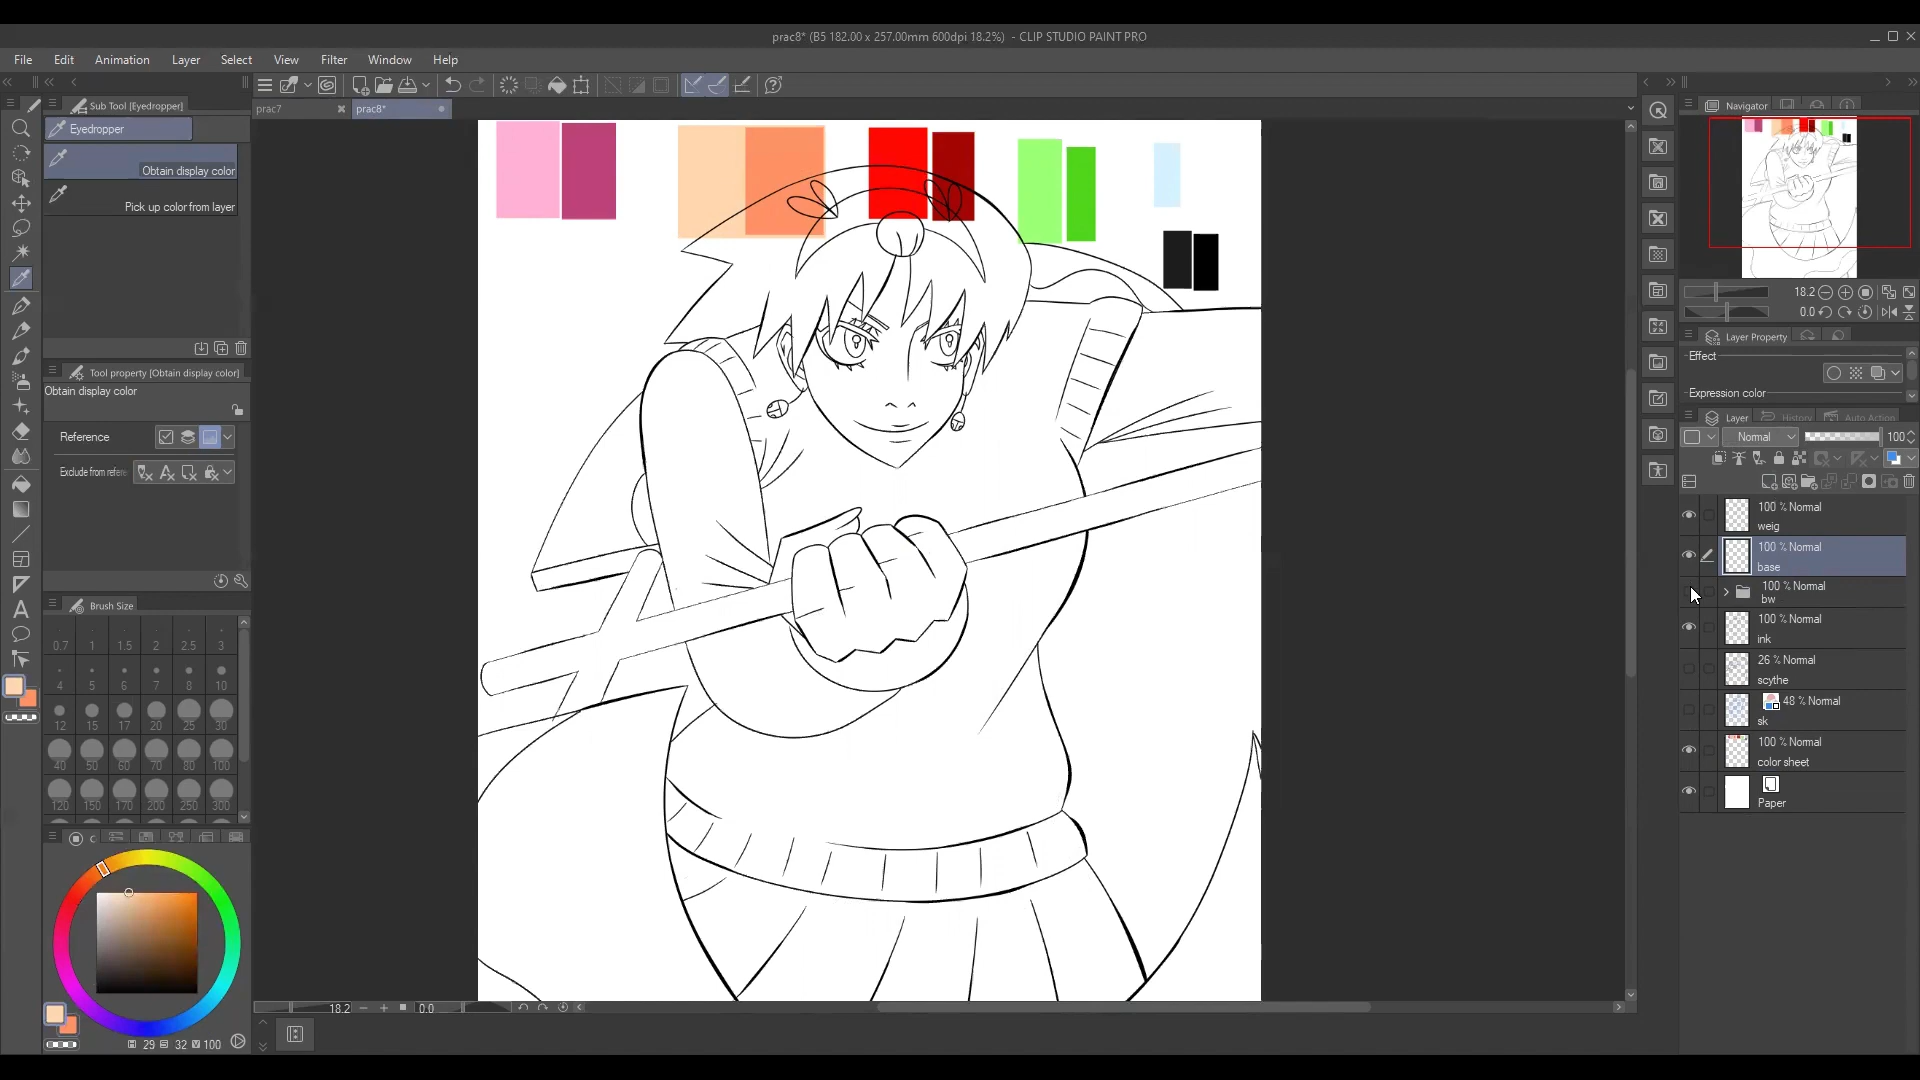 prac8* (B5 182.00 x 257.00mm 600dpi 18.2%) - CLIP STUDIO PAINT PRO
File Edit Animation Layer Select View Filter Window Help
Sub Tool [Eyedropper]
Eyedropper
Obtain display color
Pick up color from layer
prac7
prac8*
Tool property [Obtain display color]
Obtain display color
Reference
Exclude from refere
Brush Size
0.7 1 1.5 2 2.5 3
4 5 6 7 8 10
12 15 17 20 25 30
40 50 60 70 80 100
120 150 170 200 250 300
29 32 100
18.2 0.0
Navigator
18.2
0.0
Layer Property
Effect
Expression color
Layer History Auto Action
Normal 100
100 % Normal
weig
100 % Normal
base
100 % Normal
bw
100 % Normal
ink
26 % Normal
scythe
48 % Normal
sk
100 % Normal
color sheet
Paper